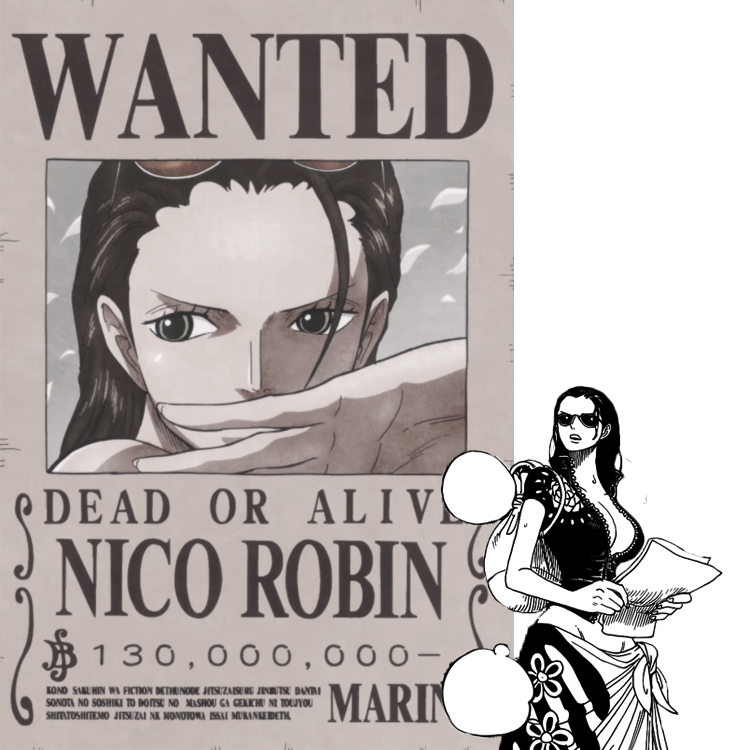 WANTED
DEAD OR ALIVE
NICO ROBIN
130,000,000-
KONO SAKUHIN WA FICTION DETHUNODE JITSUZAISURU JINBUTSU DANTAI
SONOTA NO SOSHIKI TO DOITSU NO MASHOU GA GEKICHU NI TOUJYOU
SHITATOSHITEMO JITSUZAI NK MONOTOWA ISSAI MUKANKEIDETH.
MARIN